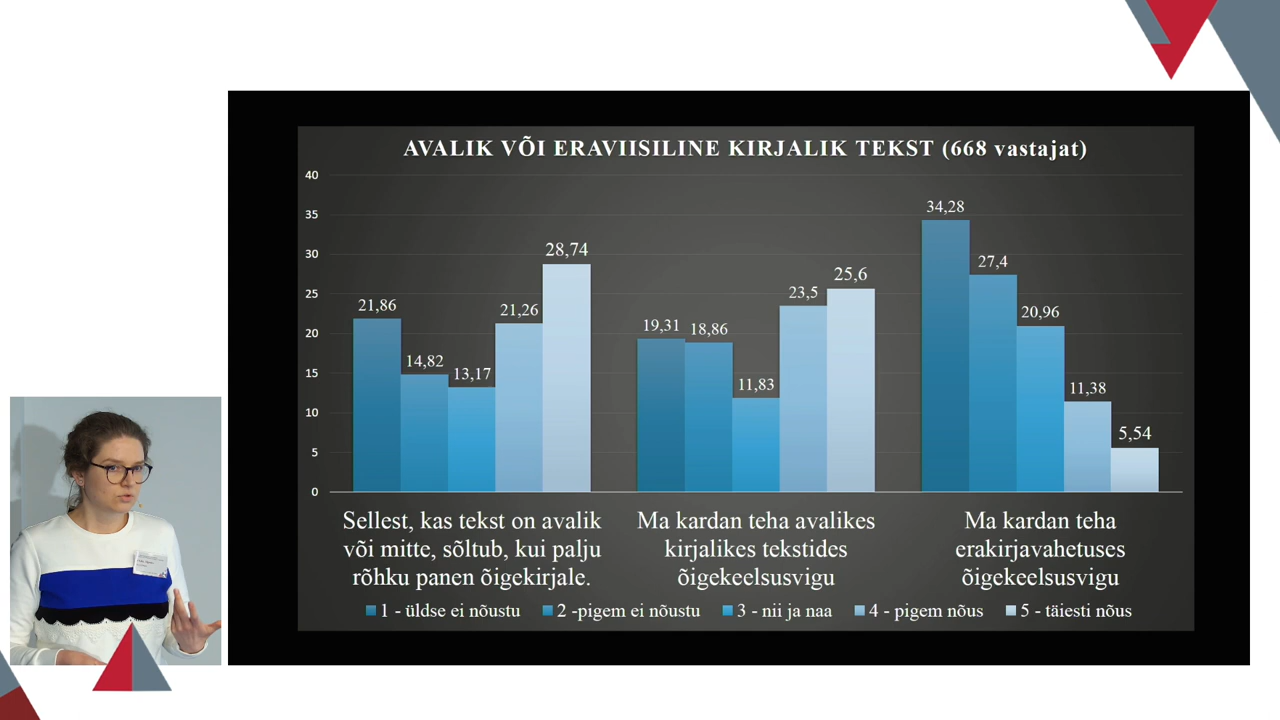 AVALIK VÕI ERAVIISILINE KIRJALIK TEKST (668 vastajat)
40
35
30
25
20
15
10
5
0
21,86
14,82
13,17
21,26
28,74
19,31
18,86
11,83
23,5
25,6
34,28
27,4
20,96
11,38
5,54
Sellest, kas tekst on avalik
või mitte, sõltub, kui palju
rõhku panen õigekirjale.
Ma kardan teha avalikes
kirjalikes tekstides
õigekeelsusvigu
Ma kardan teha
erakirjavahetuses
õigekeelsusvigu
1 - üldse ei nõustu 2 -pigem ei nõustu 3 - nii ja naa 4 - pigem nõus 5 - täiesti nõus